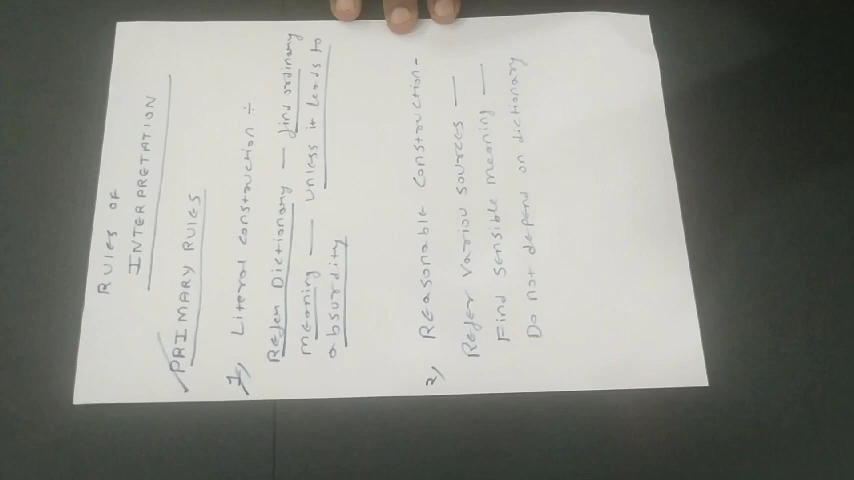 RULES OF
INTERPRETATION
PRIMARY RULES
1) Literal construction ÷
Refer Dictionary — find ordinary
meaning — unless it leads to
absurdity
2) Reasonable Construction-
Refer various sources —
Find sensible meaning —
Do not depend on dictionary